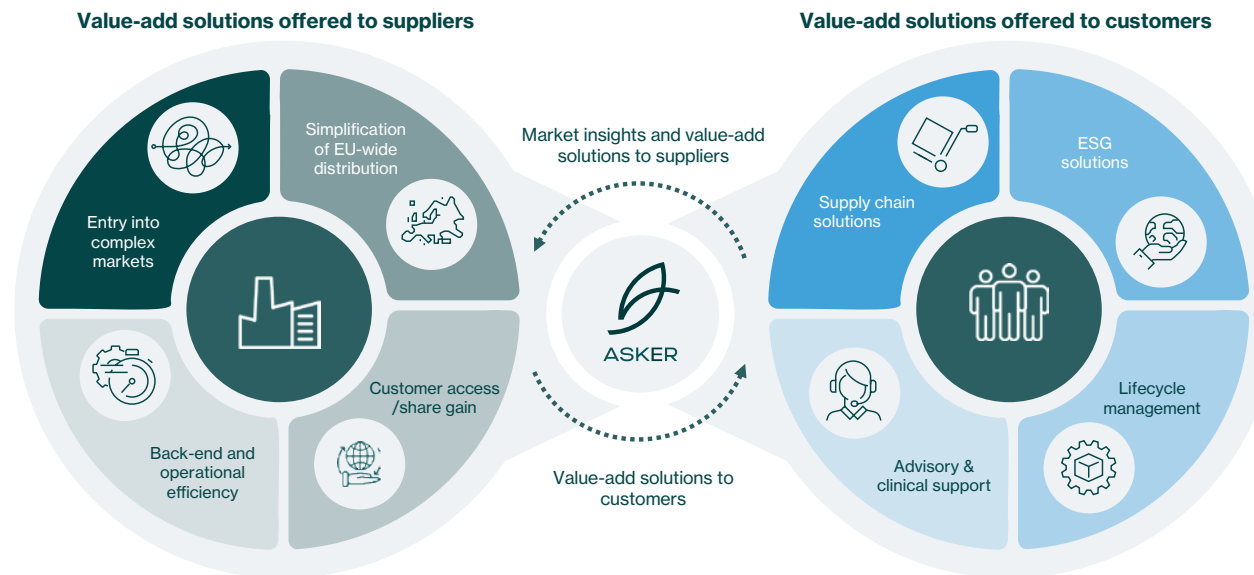 Value-add solutions offered to suppliers
Value-add solutions offered to customers
Entry into
complex
markets
Simplification
of EU-wide
distribution
Back-end and
operational
efficiency
Customer access
/share gain
Market insights and value-add
solutions to suppliers
ASKER
Value-add solutions to
customers
Supply chain
solutions
ESG
solutions
Advisory &
clinical support
Lifecycle
management